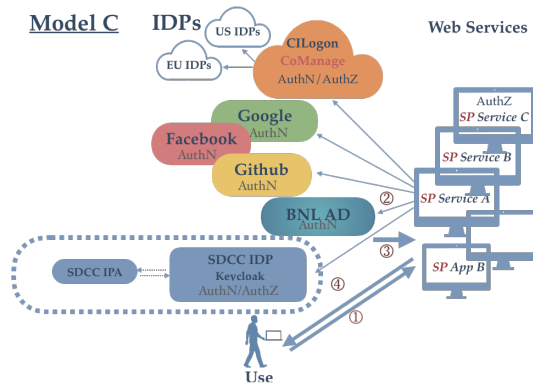 Model C
IDPs
Web Services
US IDPs
EU IDPs
CILogon
CoManage
AuthN/AuthZ
AuthZ
SP Service C
Google
AuthN
Facebook
AuthN
SP Service B
Github
AuthN
②
SP Service A
BNL AD
AuthN
③
SDCC IDP
Keycloak
AuthN/AuthZ
SDCC IPA
④
SP App B
①
Use